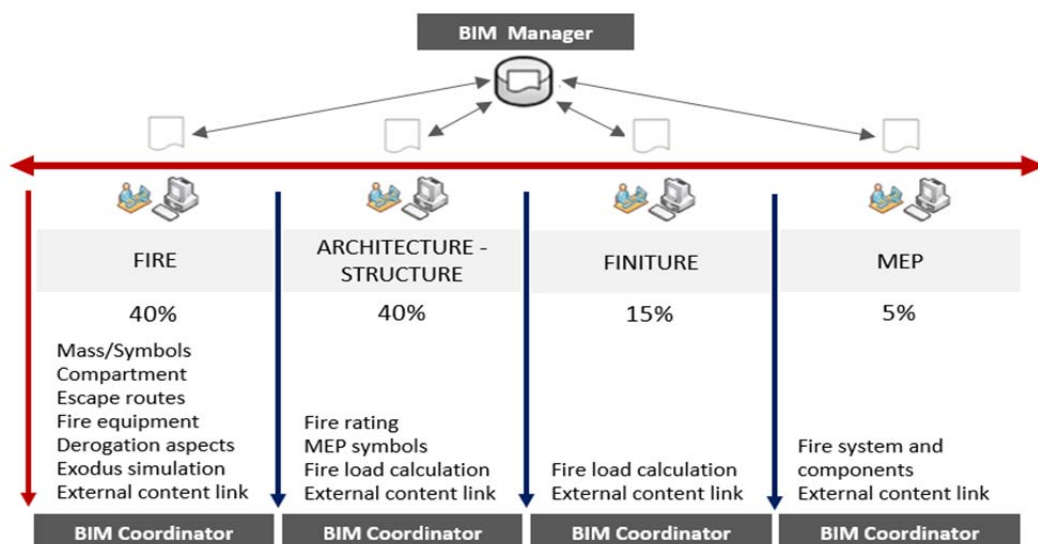 BIM Manager
FIRE
ARCHITECTURE -
STRUCTURE
FINITURE
MEP
40%
40%
15%
5%
Mass/Symbols
Compartment
Escape routes
Fire equipment
Derogation aspects
Exodus simulation
External content link
Fire rating
MEP symbols
Fire load calculation
External content link
Fire load calculation
External content link
Fire system and
components
External content link
BIM Coordinator
BIM Coordinator
BIM Coordinator
BIM Coordinator